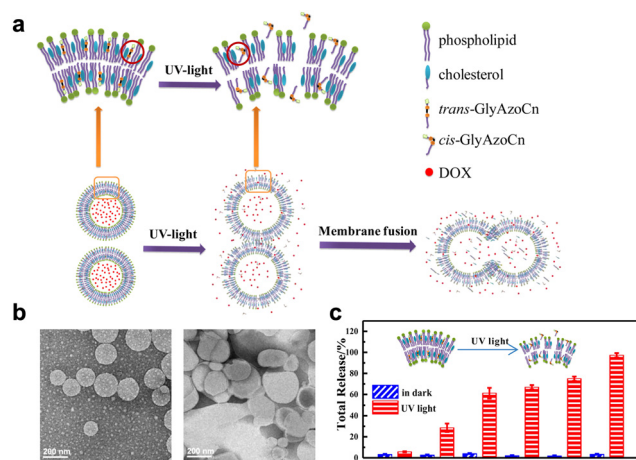 a
UV-light
phospholipid
cholesterol
trans-GlyAzoCn
cis-GlyAzoCn
DOX
UV-light
Membrane fusion
b
200 nm
200 nm
c
Total Release/%
120
100
80
60
40
20
0
UV light
in dark
UV light